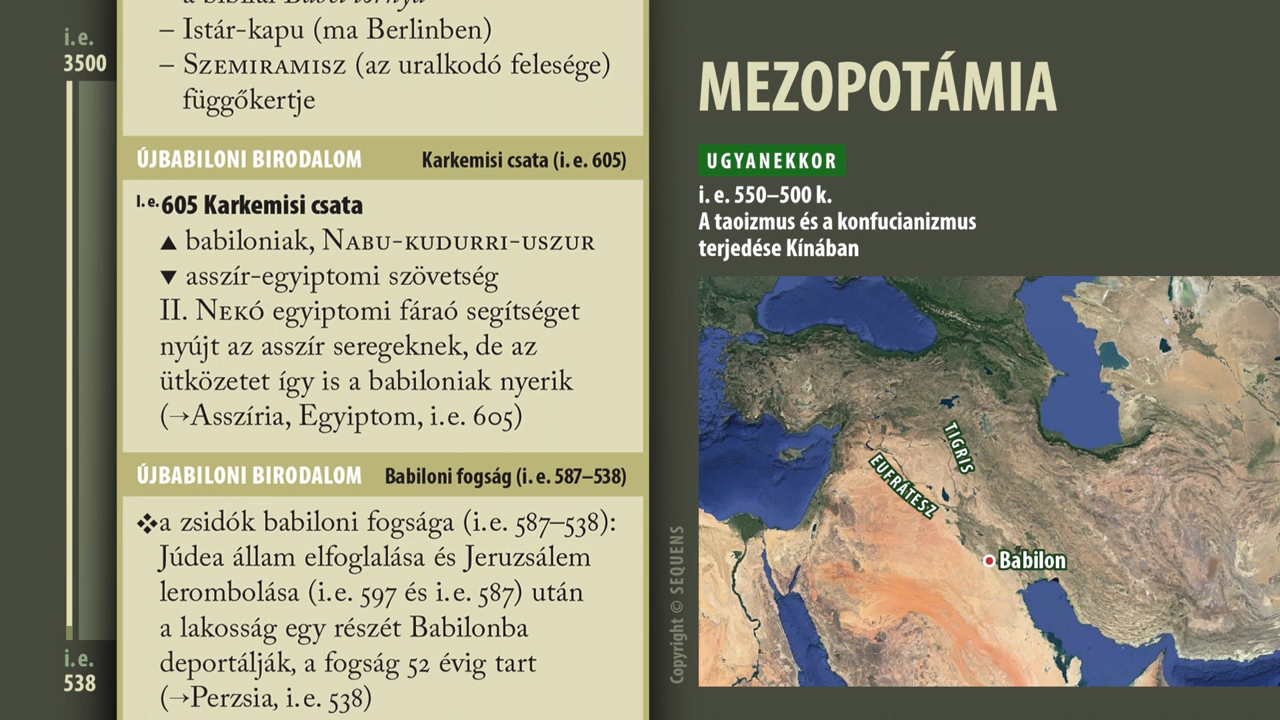 i. e.
3500
a bibliai Bábel tornya
– Istár-kapu (ma Berlinben)
– Szemiramisz (az uralkodó felesége)
függőkertje
ÚJBABILONI BIRODALOM Karkemisi csata (i. e. 605)
I. e. 605 Karkemisi csata
▲ babiloniak, Nabu-kudurri-uszur
▼ asszír-egyiptomi szövetség
II. Nekó egyiptomi fáraó segítséget
nyújt az asszír seregeknek, de az
ütközetet így is a babiloniak nyerik
(→Asszíria, Egyiptom, i. e. 605)
ÚJBABILONI BIRODALOM Babiloni fogság (i. e. 587–538)
❖a zsidók babiloni fogsága (i.e. 587–538):
Júdea állam elfoglalása és Jeruzsálem
lerombolása (i.e. 597 és i.e. 587) után
a lakosság egy részét Babilonba
deportálják, a fogság 52 évig tart
(→Perzsia, i.e. 538)
i. e.
538
MEZOPOTÁMIA
UGYANEKKOR
i. e. 550–500 k.
A taoizmus és a konfucianizmus
terjedése Kínában
TIGRIS
EUFRÁTESZ
Babilon
Copyright © SEQUENS